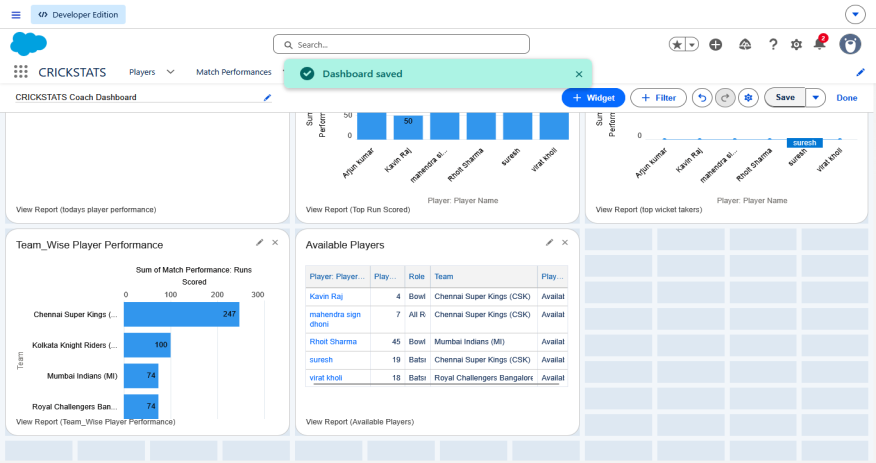 Developer Edition
Search...
2
CRICKSTATS
Players
Match Performances
Dashboard saved
CRICKSTATS Coach Dashboard
+ Widget
+ Filter
Save
Done
50
0
50
Arjun kumar
Kavin Raj
mahendra si...
Rhoit Sharma
suresh
virat kholi
Player: Player Name
0
suresh
Arjun kumar
Kavin Raj
mahendra si...
Rhoit Sharma
suresh
virat kholi
Player: Player Name
View Report (todays player performance)
View Report (Top Run Scored)
View Report (top wicket takers)
Team_Wise Player Performance
Sum of Match Performance: Runs
Scored
0 100 200 300
Team
Chennai Super Kings (... 247
Kolkata Knight Riders (... 100
Mumbai Indians (MI) 74
Royal Challengers Ban... 74
View Report (Team_Wise Player Performance)
Available Players
Player: Player... Play... Role Team Play...
Kavin Raj 4 Bowl Chennai Super Kings (CSK) Availat
mahendra sign
dhoni 7 All R Chennai Super Kings (CSK) Availat
Rhoit Sharma 45 Bowl Mumbai Indians (MI) Availat
suresh 19 Batsr Chennai Super Kings (CSK) Availat
virat kholi 18 Batsr Royal Challengers Bangalore Availat
View Report (Available Players)